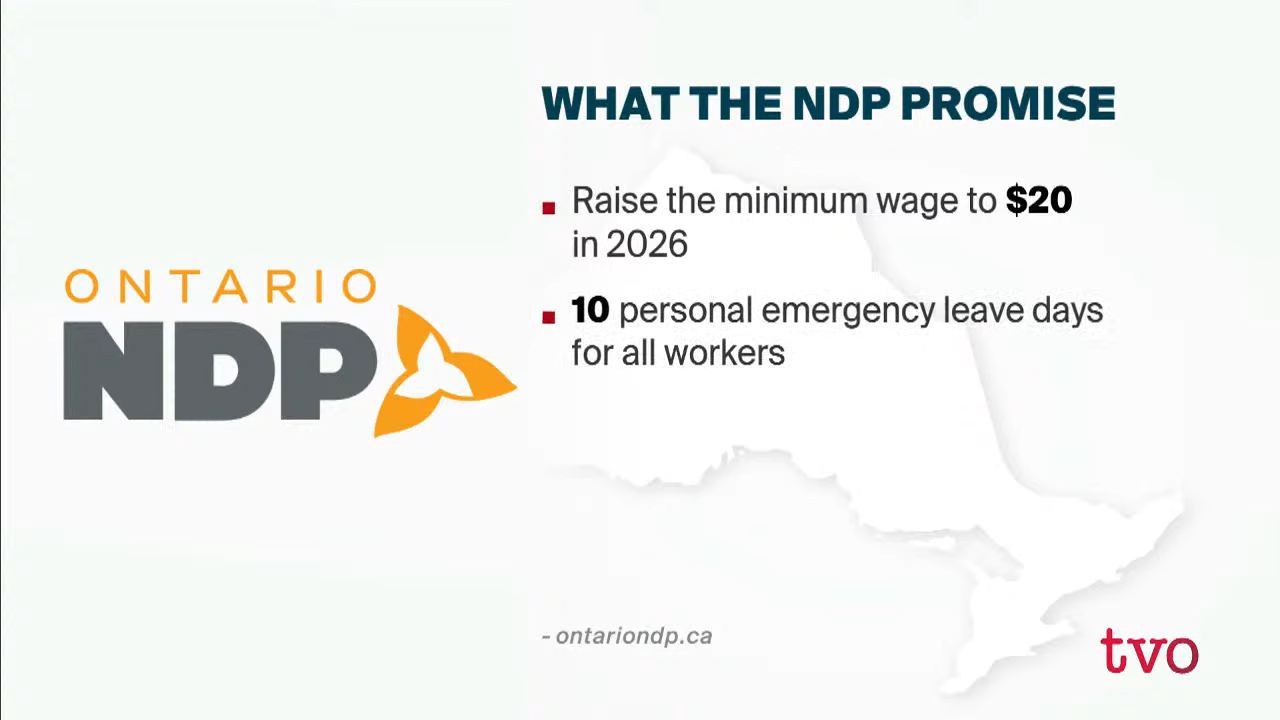 ONTARIO
NDP
WHAT THE NDP PROMISE
Raise the minimum wage to $20
in 2026
10 personal emergency leave days
for all workers
- ontariondp.ca
tvo